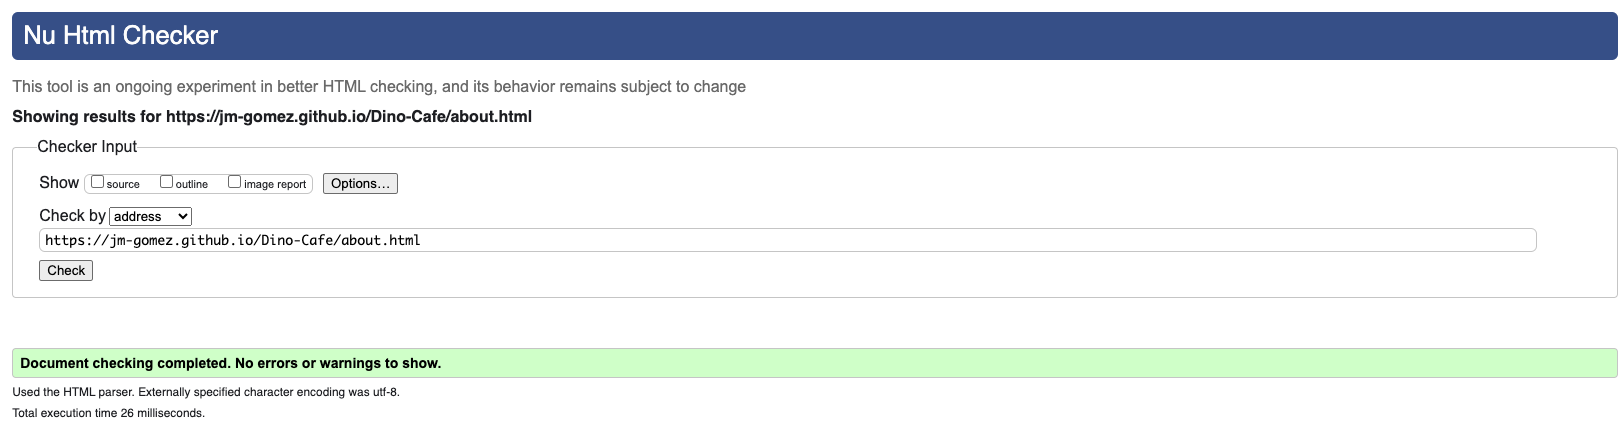 Nu Html Checker
This tool is an ongoing experiment in better HTML checking, and its behavior remains subject to change
Showing results for https://jm-gomez.github.io/Dino-Cafe/about.html
Checker Input
Show source outline image report Options...
Check by address
https://jm-gomez.github.io/Dino-Cafe/about.html
Check
Document checking completed. No errors or warnings to show.
Used the HTML parser. Externally specified character encoding was utf-8.
Total execution time 26 milliseconds.